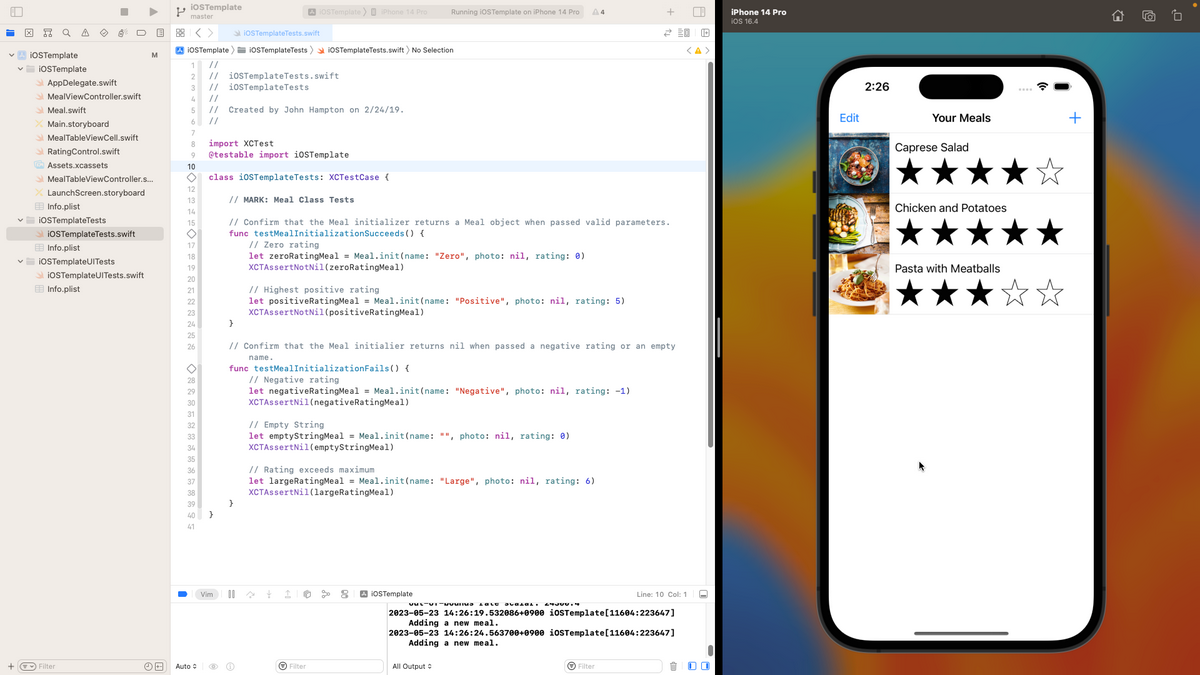 iOSTemplate
master
iOSTemplate
iPhone 14 Pro
Running iOSTemplate on iPhone 14 Pro
4
iOSTemplateTests.swift
iOSTemplate
iOSTemplateTests
iOSTemplateTests.swift
No Selection
iOSTemplate
M
iOSTemplate
AppDelegate.swift
MealViewController.swift
Meal.swift
Main.storyboard
MealTableViewCell.swift
RatingControl.swift
Assets.xcassets
MealTableViewController.s...
LaunchScreen.storyboard
Info.plist
iOSTemplateTests
iOSTemplateTests.swift
Info.plist
iOSTemplateUITests
iOSTemplateUITests.swift
Info.plist
Filter
1 //
2 //  iOSTemplateTests.swift
3 //  iOSTemplateTests
4 //
5 //  Created by John Hampton on 2/24/19.
6 //
7
8 import XCTest
9 @testable import iOSTemplate
10
class iOSTemplateTests: XCTestCase {
12
13 // MARK: Meal Class Tests
14
15 // Confirm that the Meal initializer returns a Meal object when passed valid parameters.
func testMealInitializationSucceeds() {
17 // Zero rating
18 let zeroRatingMeal = Meal.init(name: "Zero", photo: nil, rating: 0)
19 XCTAssertNotNil(zeroRatingMeal)
20
21 // Highest positive rating
22 let positiveRatingMeal = Meal.init(name: "Positive", photo: nil, rating: 5)
23 XCTAssertNotNil(positiveRatingMeal)
24 }
25
26 // Confirm that the Meal initialier returns nil when passed a negative rating or an empty
name.
func testMealInitializationFails() {
28 // Negative rating
29 let negativeRatingMeal = Meal.init(name: "Negative", photo: nil, rating: -1)
30 XCTAssertNil(negativeRatingMeal)
31
32 // Empty String
33 let emptyStringMeal = Meal.init(name: "", photo: nil, rating: 0)
34 XCTAssertNil(emptyStringMeal)
35
36 // Rating exceeds maximum
37 let largeRatingMeal = Meal.init(name: "Large", photo: nil, rating: 6)
38 XCTAssertNil(largeRatingMeal)
39 }
40 }
41
Vim
iOSTemplate
Line: 10 Col: 1
2023-05-23 14:26:19.532086+0900 iOSTemplate[11604:223647]
Adding a new meal.
2023-05-23 14:26:24.563700+0900 iOSTemplate[11604:223647]
Adding a new meal.
Auto
Filter
All Output
Filter
iPhone 14 Pro
iOS 16.4
2:26
Edit
Your Meals
+
Caprese Salad
Chicken and Potatoes
Pasta with Meatballs